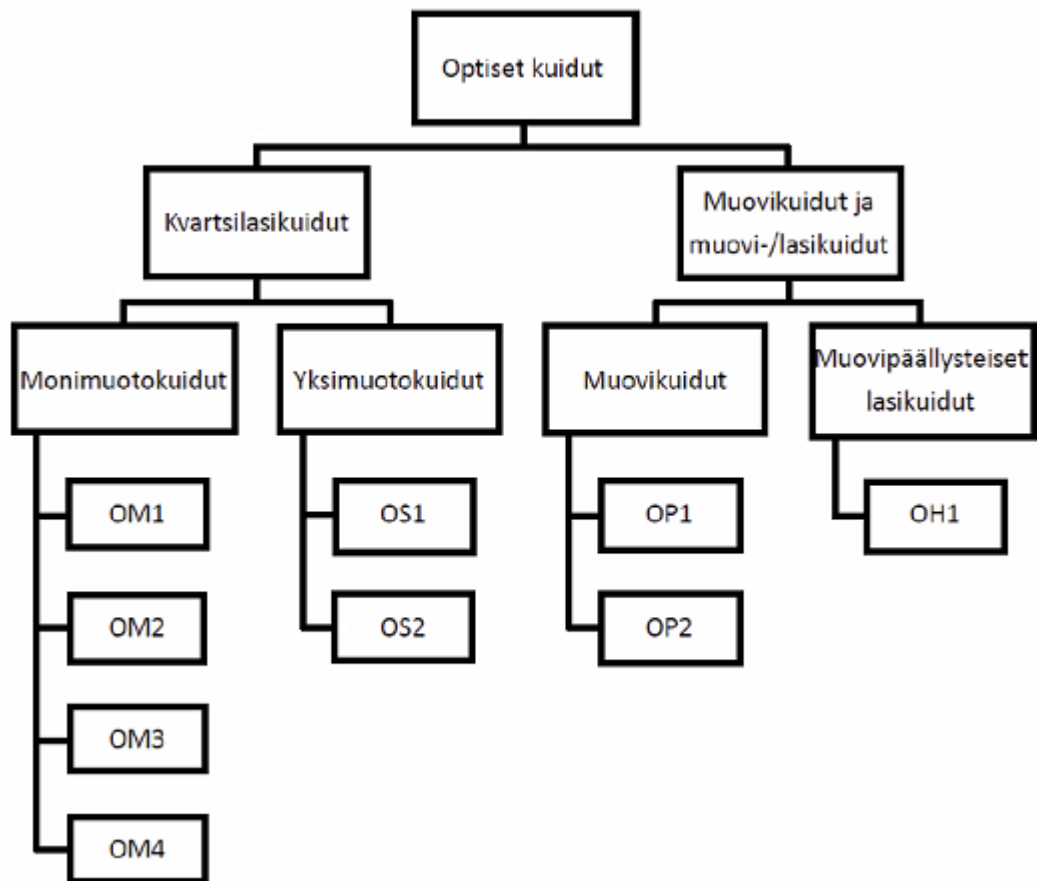 Optiset kuidut
Kvartsilasikuidut
Muovikuidut ja
muovi-/lasikuidut
Monimuotokuidut
Yksimuotokuidut
Muovikuidut
Muovipäällysteiset
lasikuidut
OM1
OM2
OM3
OM4
OS1
OS2
OP1
OP2
OH1